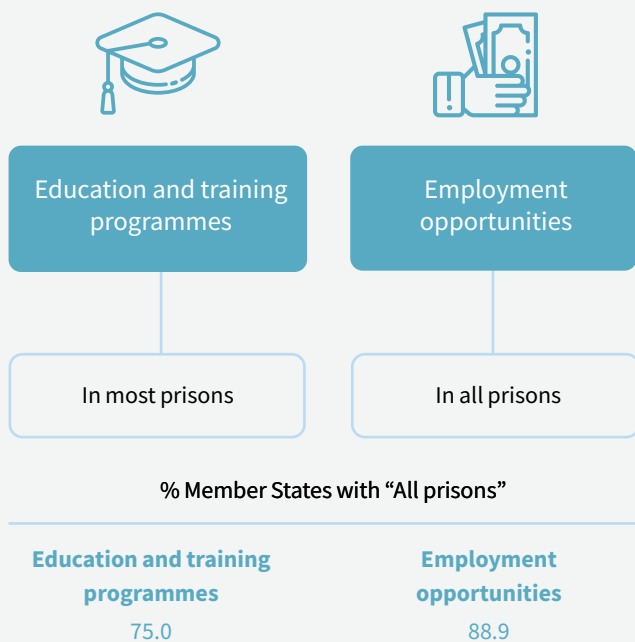 Education and training
programmes
Employment
opportunities
In most prisons
In all prisons
% Member States with “All prisons”
Education and training
programmes
Employment
opportunities
75.0
88.9